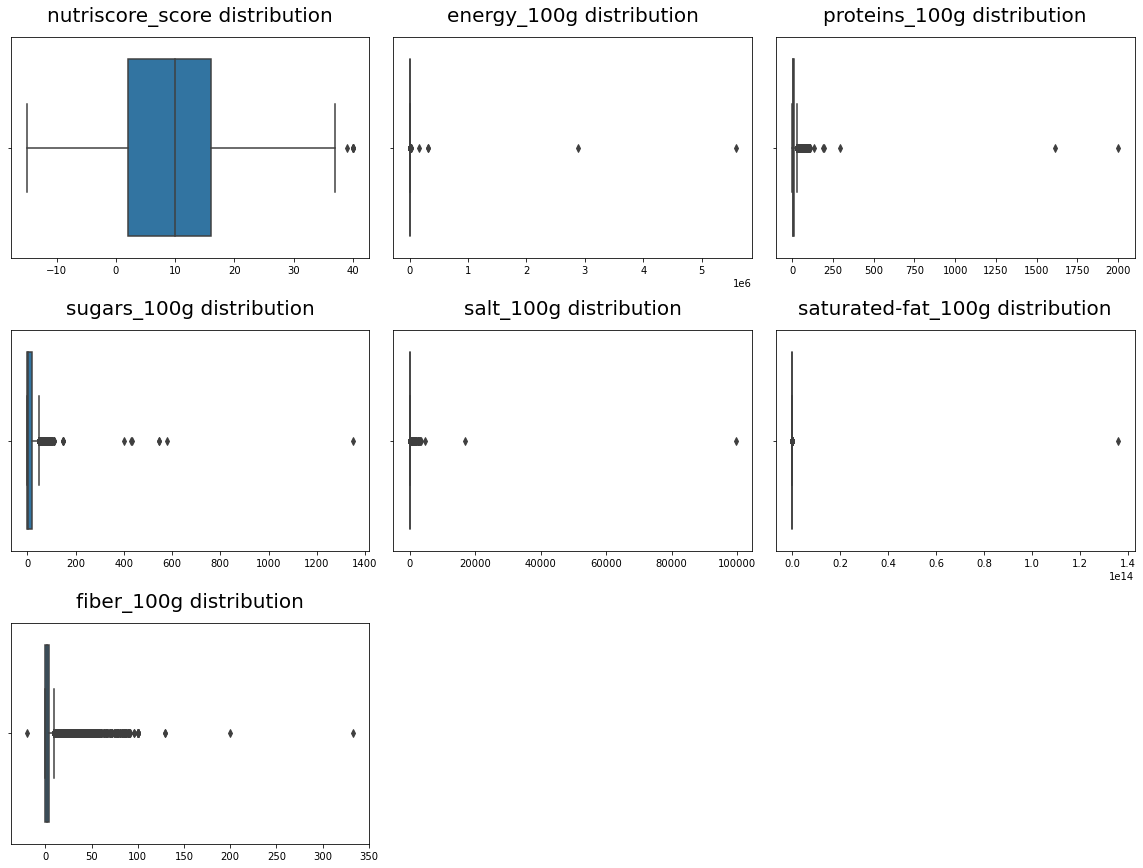 nutriscore_score distribution
energy_100g distribution
proteins_100g distribution
−10 0 10 20 30 40
0 1 2 3 4 5
1e6
0 250 500 750 1000 1250 1500 1750 2000
sugars_100g distribution
salt_100g distribution
saturated-fat_100g distribution
0 200 400 600 800 1000 1200 1400
0 20000 40000 60000 80000 100000
0.0 0.2 0.4 0.6 0.8 1.0 1.2 1.4
1e14
fiber_100g distribution
0 50 100 150 200 250 300 350